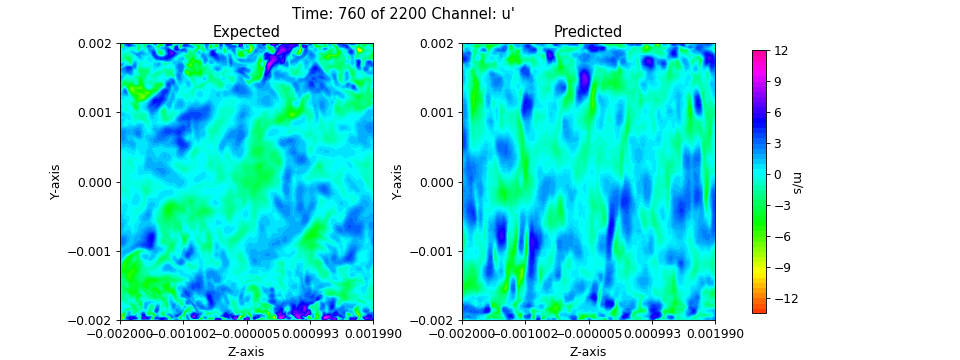 Time: 760 of 2200 Channel: u'
Expected
Predicted
0.002
0.001
0.000
−0.001
−0.002
Y-axis
−0.002000 −0.001002 −0.000005 0.000993 0.001990
Z-axis
0.002
0.001
0.000
−0.001
−0.002
Y-axis
−0.002000 −0.001002 −0.000005 0.000993 0.001990
Z-axis
12
9
6
3
0
−3
−6
−9
−12
m/s